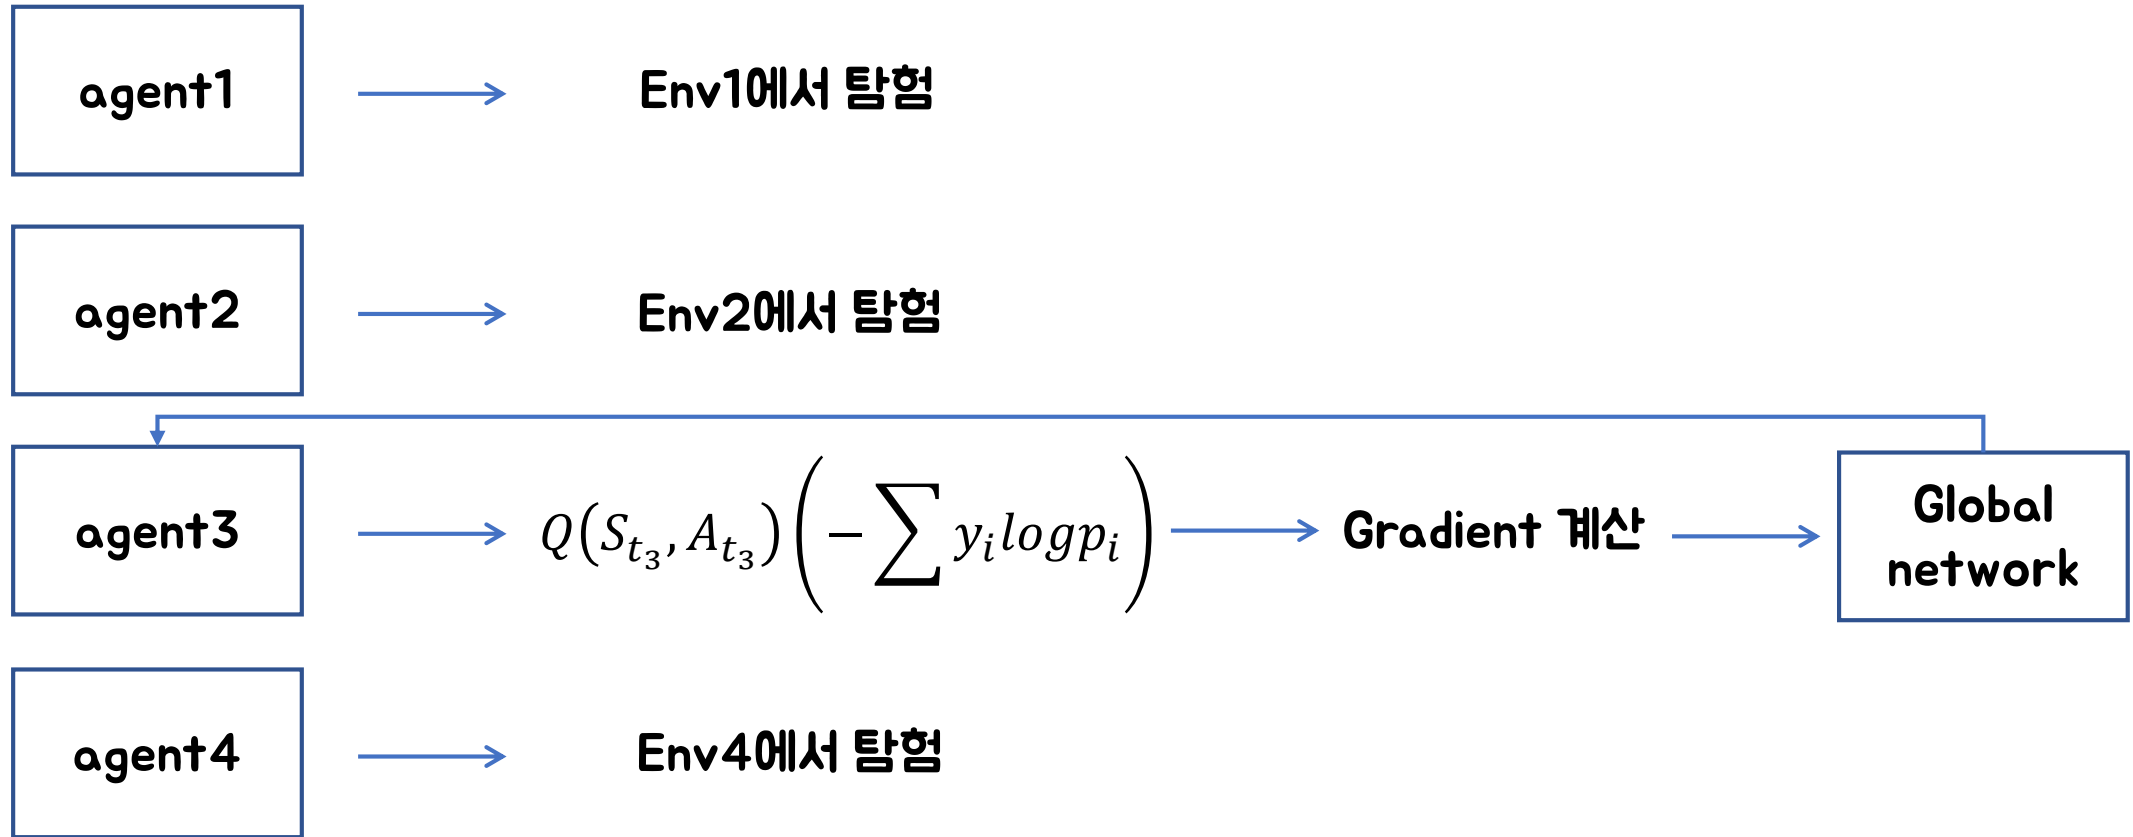 agent1
Env1에서 탐험
agent2
Env2에서 탐험
agent3
Q(S_{t_3}, A_{t_3})(-∑ y_i log p_i)
Gradient 계산
Global
network
agent4
Env4에서 탐험